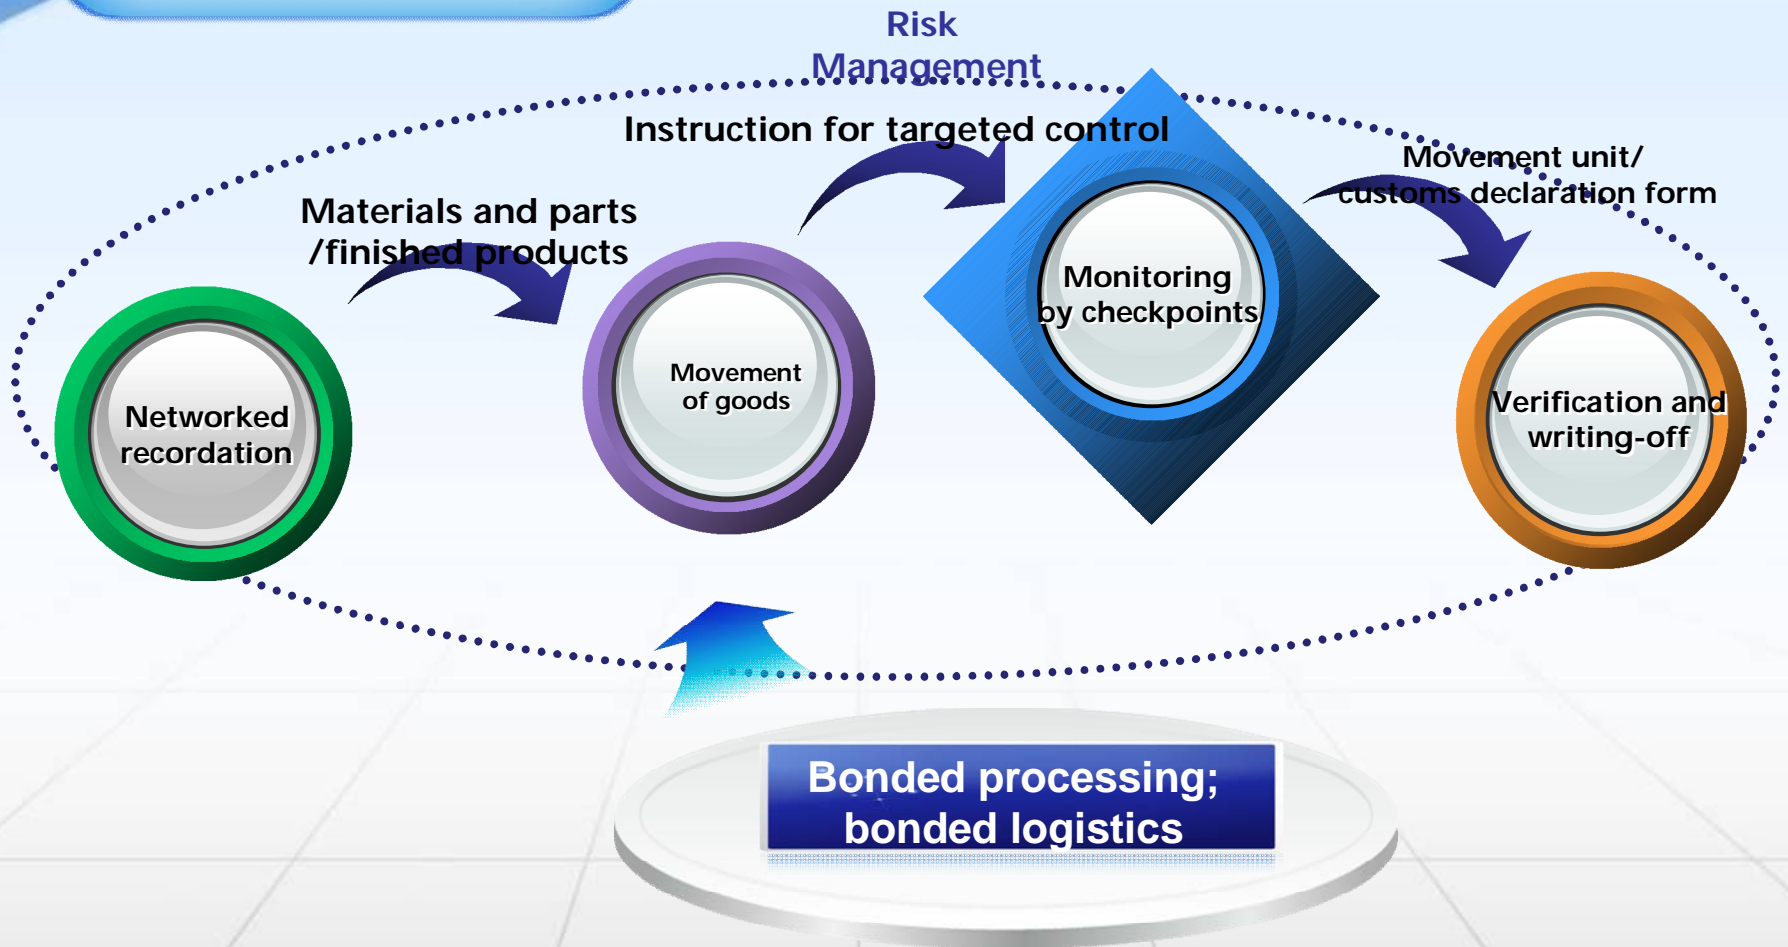 Risk
Management
Instruction for targeted control
Movement unit/
customs declaration form
Materials and parts
/finished products
Networked
recordation
Movement
of goods
Monitoring
by checkpoints
Verification and
writing-off
Bonded processing;
bonded logistics